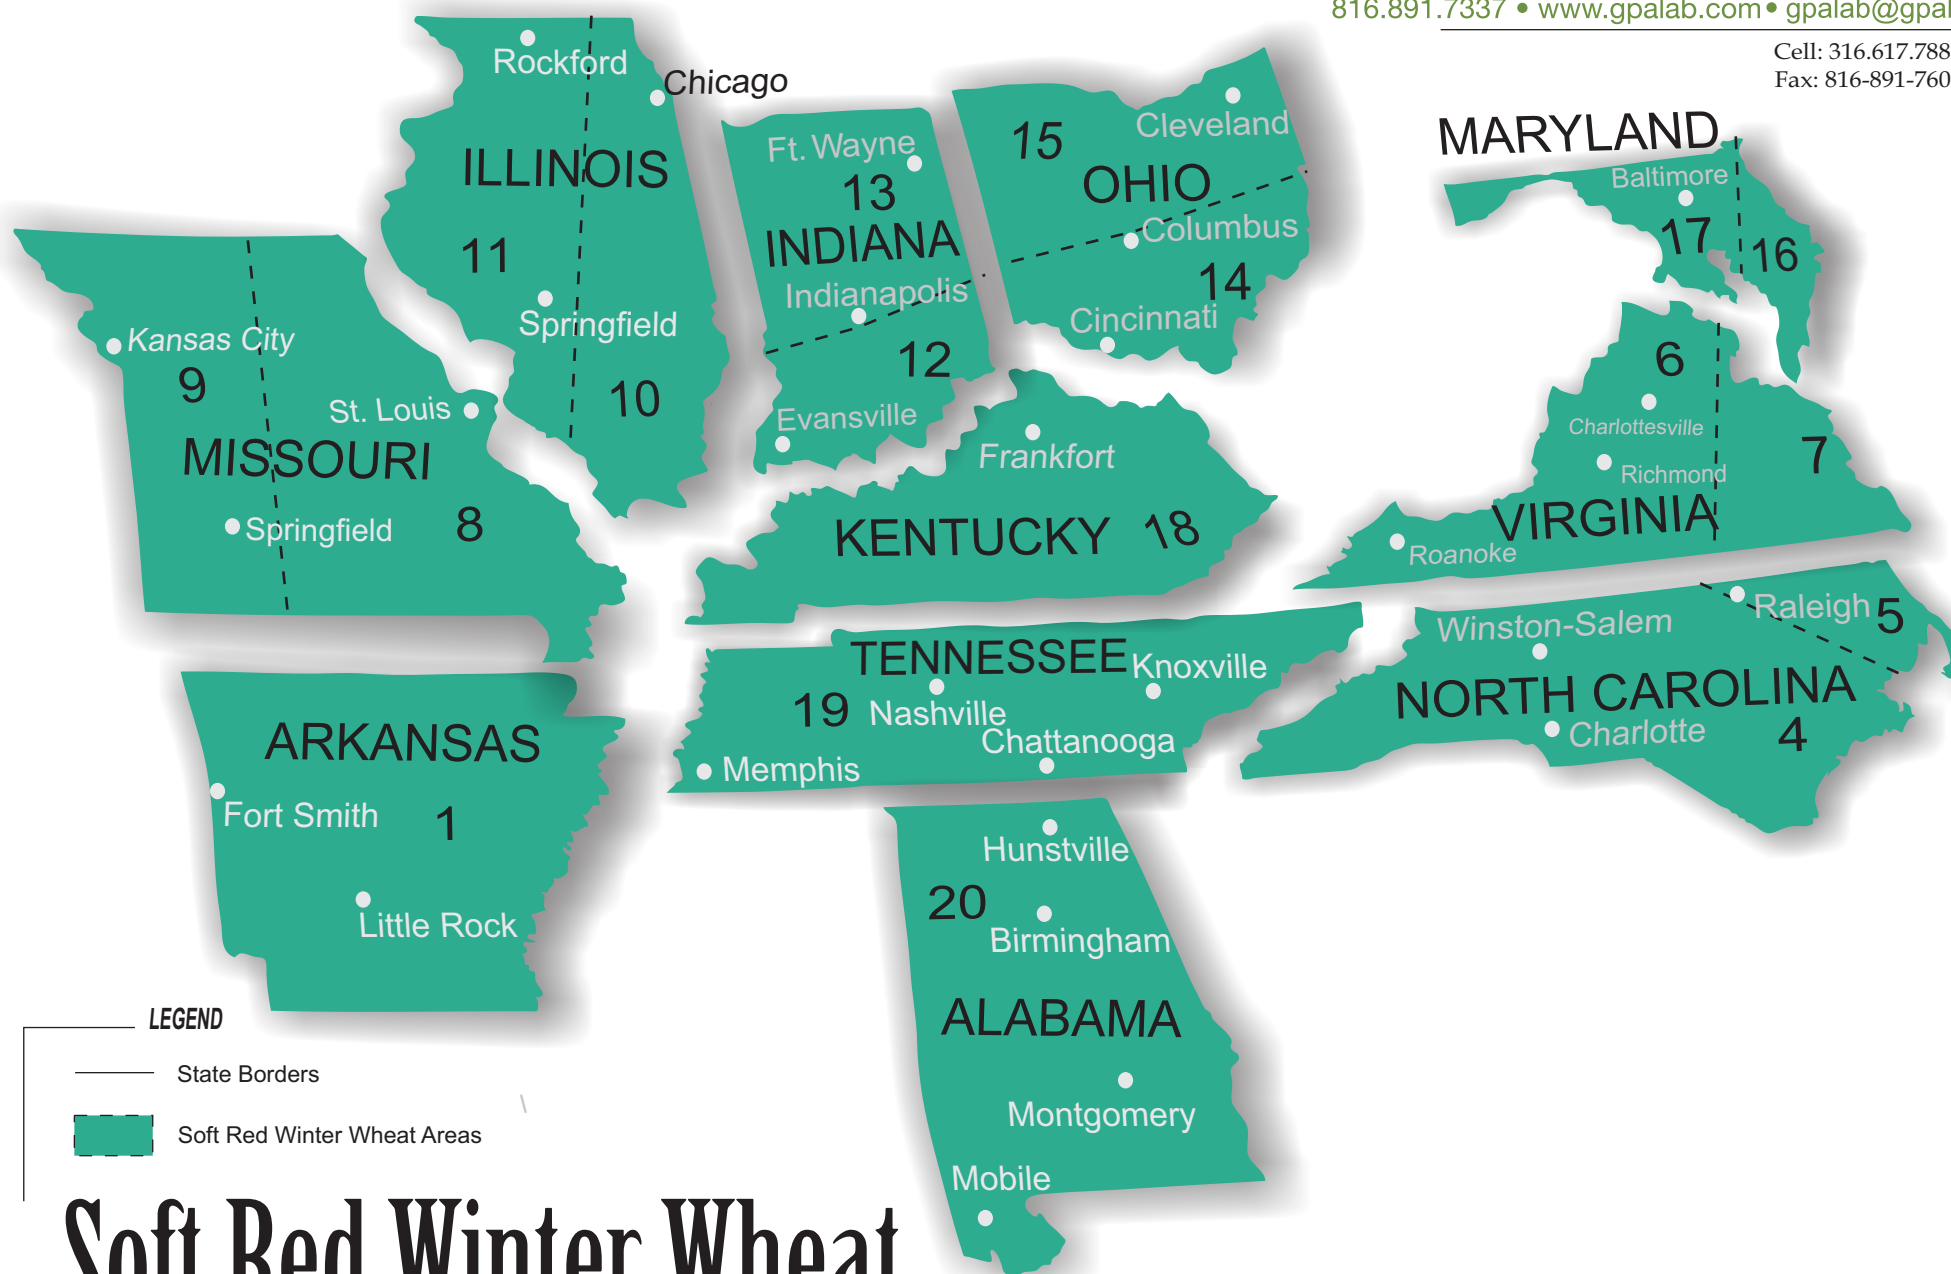 816.891.7337 • www.gpalab.com • gpalab@gpal
Cell: 316.617.788
Fax: 816-891-760
Rockford
Chicago
ILLINOIS
11
Springfield
10
Ft. Wayne
13
INDIANA
Indianapolis
12
Evansville
15
Cleveland
OHIO
Columbus
14
Cincinnati
MARYLAND
Baltimore
17
16
Kansas City
9
St. Louis
MISSOURI
Springfield
8
Frankfort
KENTUCKY 18
6
Charlottesville
7
Richmond
VIRGINIA
Roanoke
TENNESSEE
Knoxville
19
Nashville
Chattanooga
Memphis
Winston-Salem
Raleigh
5
NORTH CAROLINA
Charlotte
4
ARKANSAS
Fort Smith
1
Little Rock
Hunstville
20
Birmingham
ALABAMA
Montgomery
Mobile
LEGEND
State Borders
Soft Red Winter Wheat Areas
Soft Red Winter Wheat